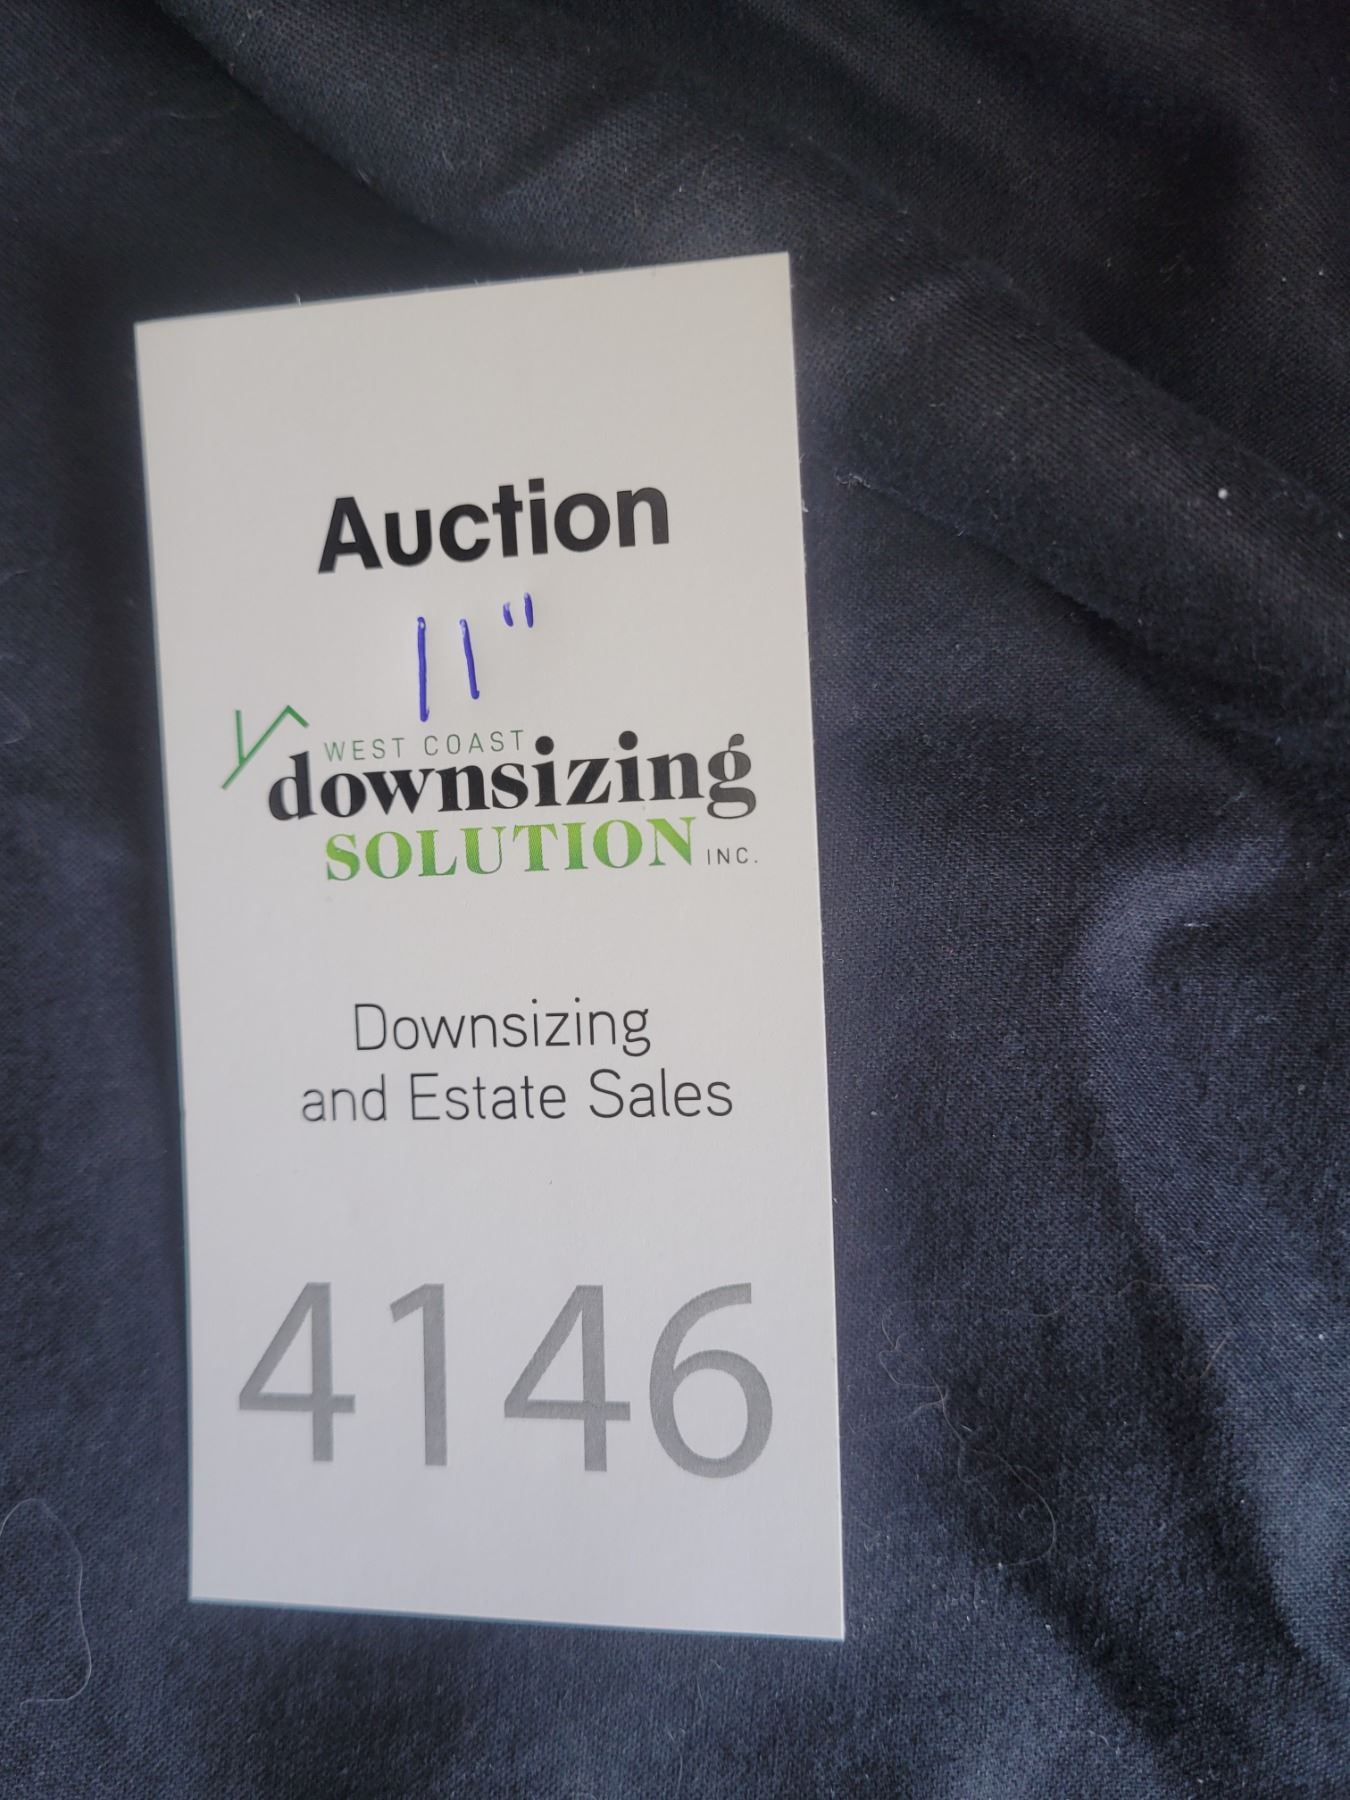 Auction
11"
WEST COAST
downsizing
SOLUTION INC.
Downsizing
and Estate Sales
4146